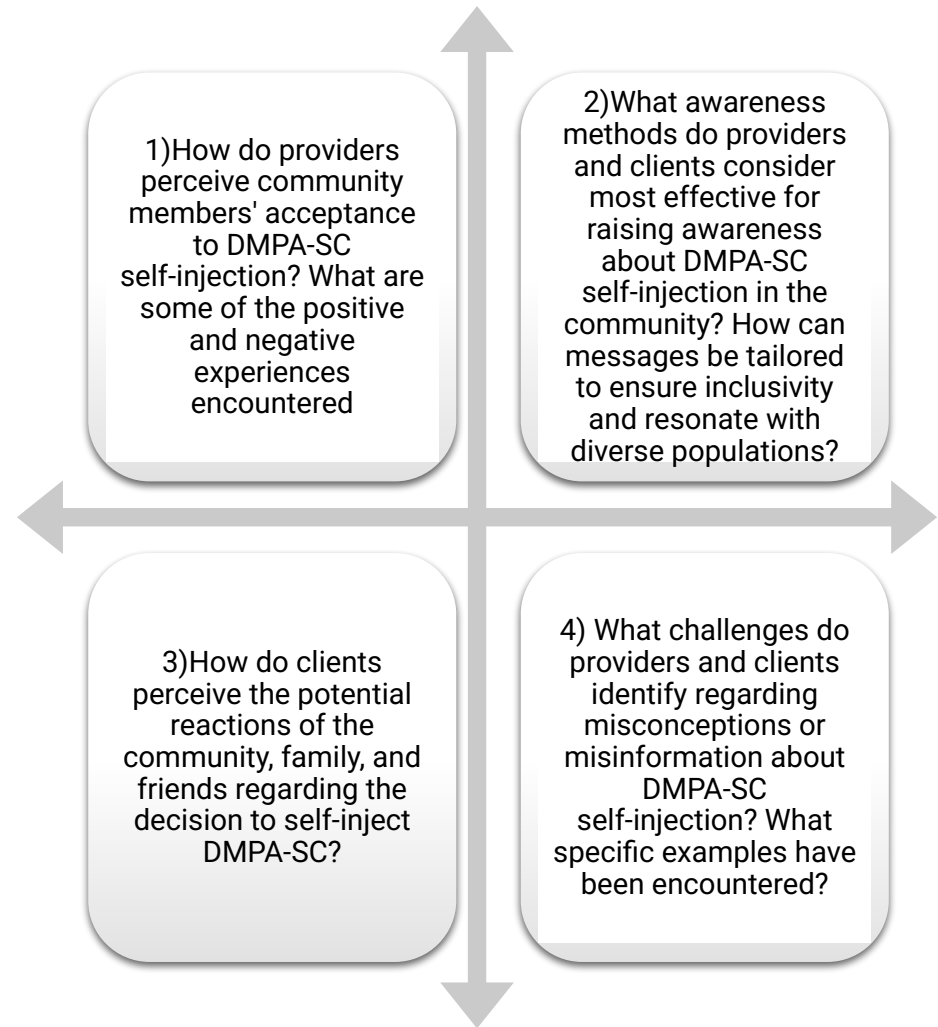 1)How do providers
perceive community
members' acceptance
to DMPA-SC
self-injection? What are
some of the positive
and negative
experiences
encountered
2)What awareness
methods do providers
and clients consider
most effective for
raising awareness
about DMPA-SC
self-injection in the
community? How can
messages be tailored
to ensure inclusivity
and resonate with
diverse populations?
3)How do clients
perceive the potential
reactions of the
community, family, and
friends regarding the
decision to self-inject
DMPA-SC?
4) What challenges do
providers and clients
identify regarding
misconceptions or
misinformation about
DMPA-SC
self-injection? What
specific examples have
been encountered?